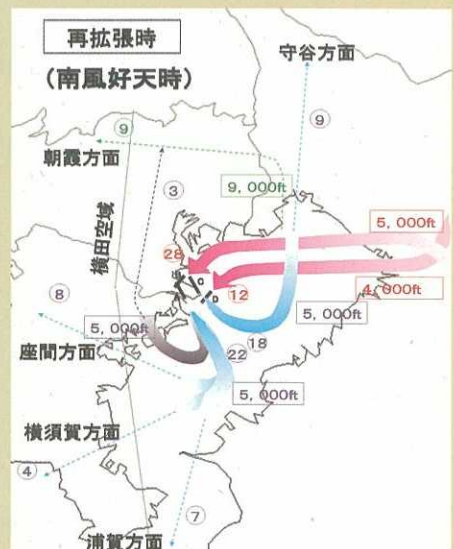 再拡張時
(南風好天時)
守谷方面
⑨
⑨
朝霞方面
③
9,000ft
5,000ft
横田空域
28
B
C
4,000ft
12
D
⑧
5,000ft
5,000ft
18
座間方面
22
5,000ft
横須賀方面
④
⑦
浦賀方面